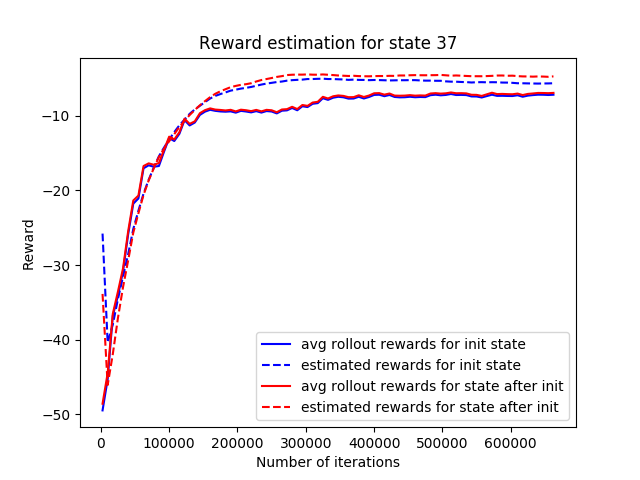 Reward estimation for state 37
Reward
−10
−20
−30
−40
−50
avg rollout rewards for init state
estimated rewards for init state
avg rollout rewards for state after init
estimated rewards for state after init
0 100000 200000 300000 400000 500000 600000
Number of iterations